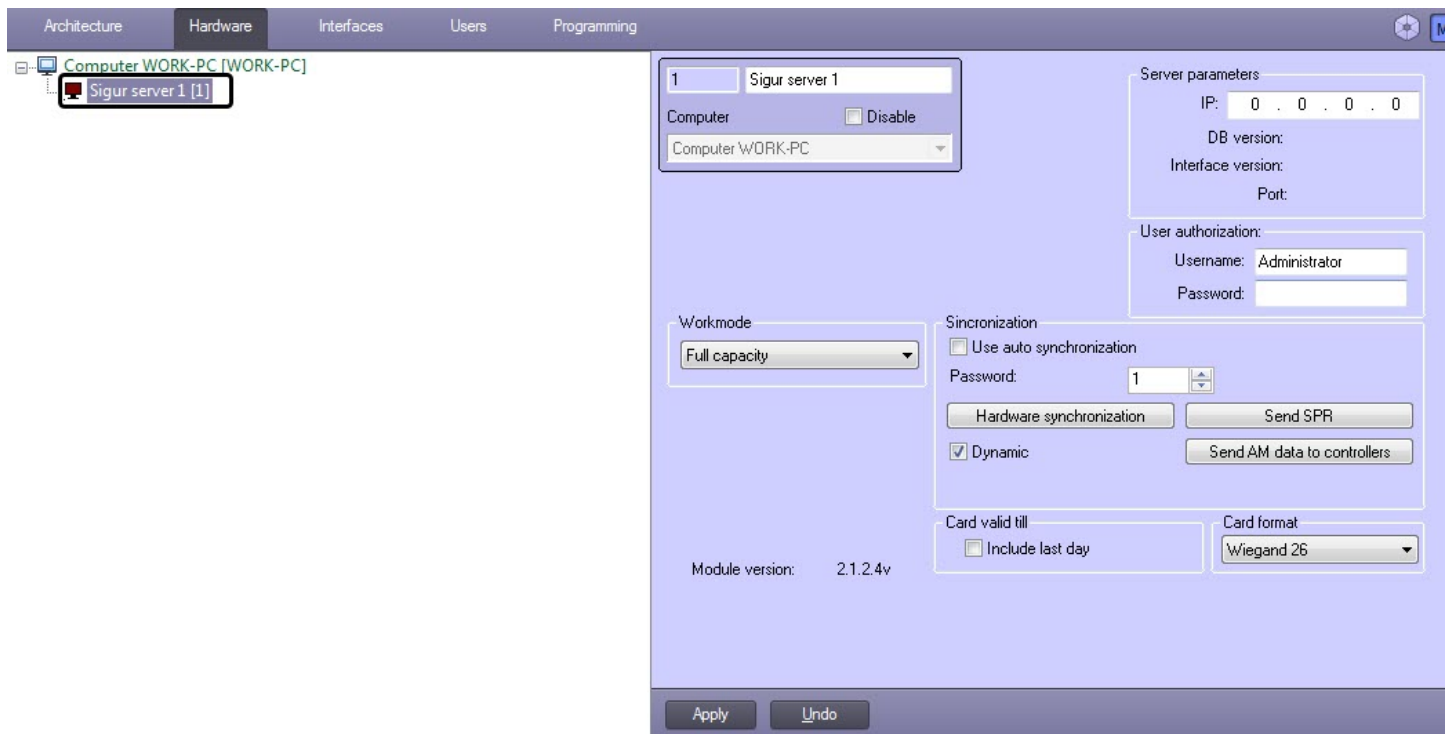 Architecture Hardware Interfaces Users Programming M
Computer WORK-PC [WORK-PC]
Sigur server 1 [1]
1 Sigur server 1
Computer Disable
Computer WORK-PC
Server parameters
IP: 0 . 0 . 0 . 0
DB version:
Interface version:
Port:
User authorization:
Username: Administrator
Password:
Workmode
Full capacity
Sincronization
Use auto synchronization
Password: 1
Hardware synchronization Send SPR
Dynamic Send AM data to controllers
Card valid till
Include last day
Card format
Wiegand 26
Module version: 2.1.2.4v
Apply Undo